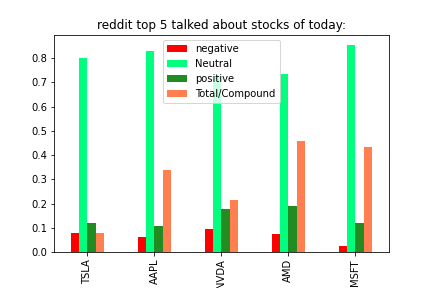 reddit top 5 talked about stocks of today:
negative
Neutral
positive
Total/Compound
0.8
0.7
0.6
0.5
0.4
0.3
0.2
0.1
0.0
TSLA
AAPL
NVDA
AMD
MSFT